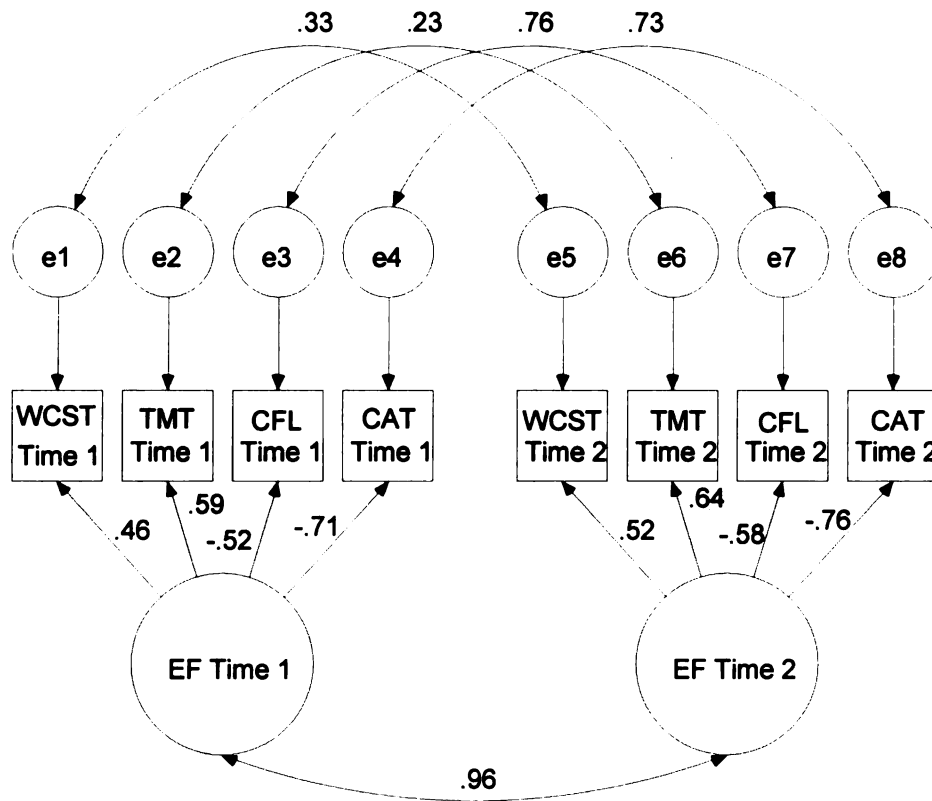 .33 .23 .76 .73
e1 e2 e3 e4 e5 e6 e7 e8
WCST TMT CFL CAT WCST TMT CFL CAT
Time 1 Time 1 Time 1 Time 1 Time 2 Time 2 Time 2 Time 2
.46 .59 -.52 -.71 .52 .64 -.58 -.76
EF Time 1 EF Time 2
.96